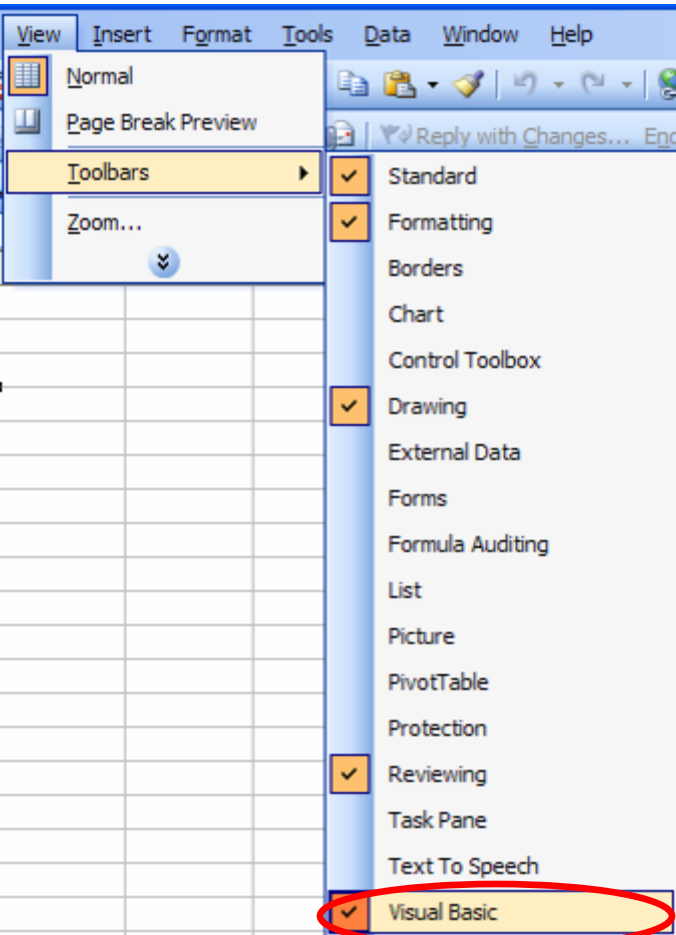 View Insert Format Tools Data Window Help
Normal
Page Break Preview
Reply with Changes...
Toolbars
Zoom...
Standard
Formatting
Borders
Chart
Control Toolbox
Drawing
External Data
Forms
Formula Auditing
List
Picture
PivotTable
Protection
Reviewing
Task Pane
Text To Speech
Visual Basic